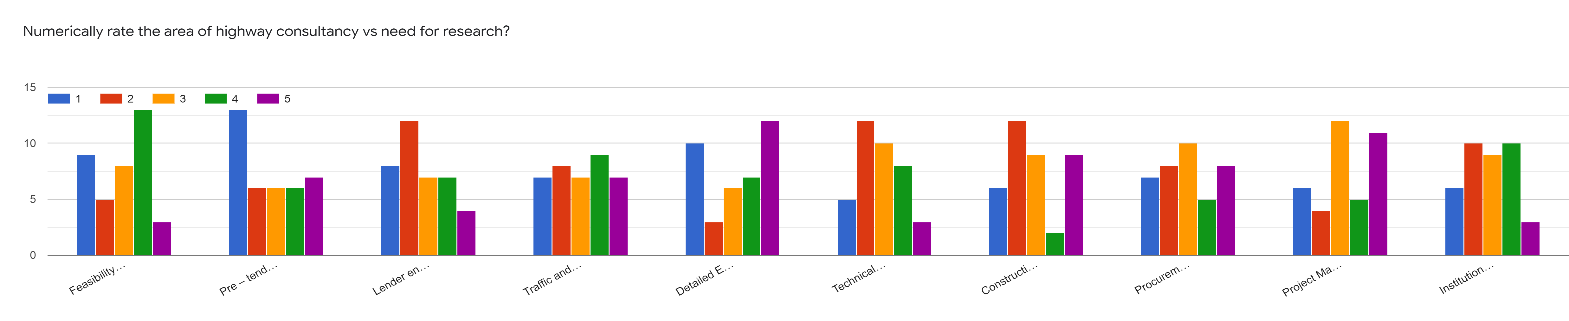 Numerically rate the area of highway consultancy vs need for research?
15
1 2 3 4 5
10
5
0
Feasibility… Pre – lend… Lender en… Traffic and… Detailed E… Technical… Constructi… Procurem… Project Ma… Institution…